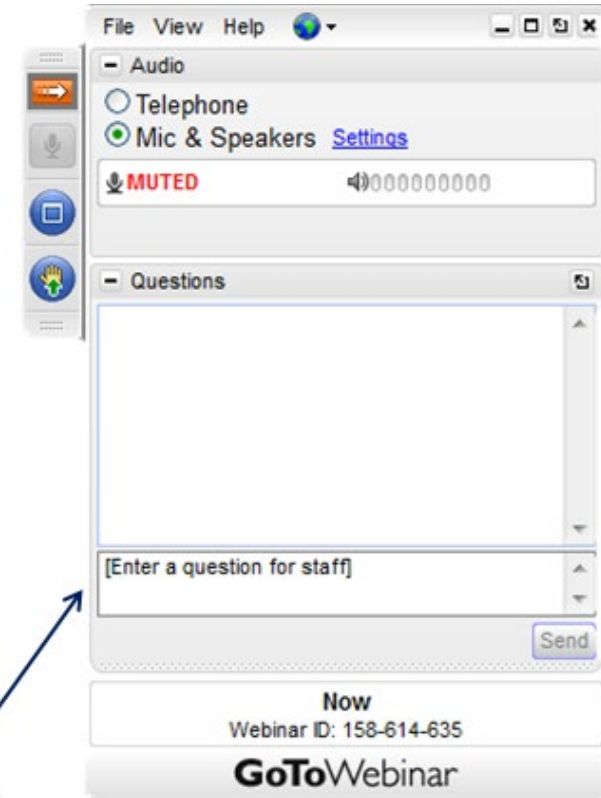 File View Help
Audio
Telephone
Mic & Speakers Settings
MUTED 000000000
Questions
[Enter a question for staff]
Send
Now
Webinar ID: 158-614-635
GoToWebinar